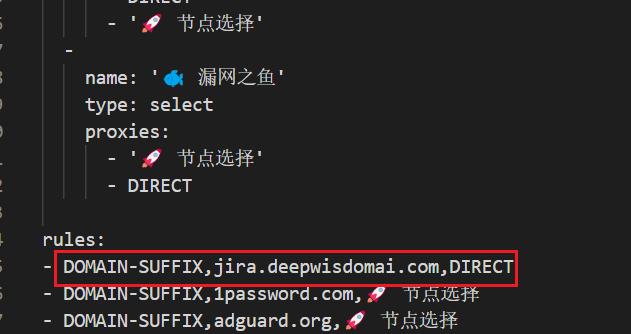 - '🚀 节点选择'
-
name: '🐟 漏网之鱼'
type: select
proxies:
- '🚀 节点选择'
- DIRECT
rules:
- DOMAIN-SUFFIX,jira.deepwisdomai.com,DIRECT
- DOMAIN-SUFFIX,1password.com,🚀 节点选择
- DOMAIN-SUFFIX,adguard.org,🚀 节点选择